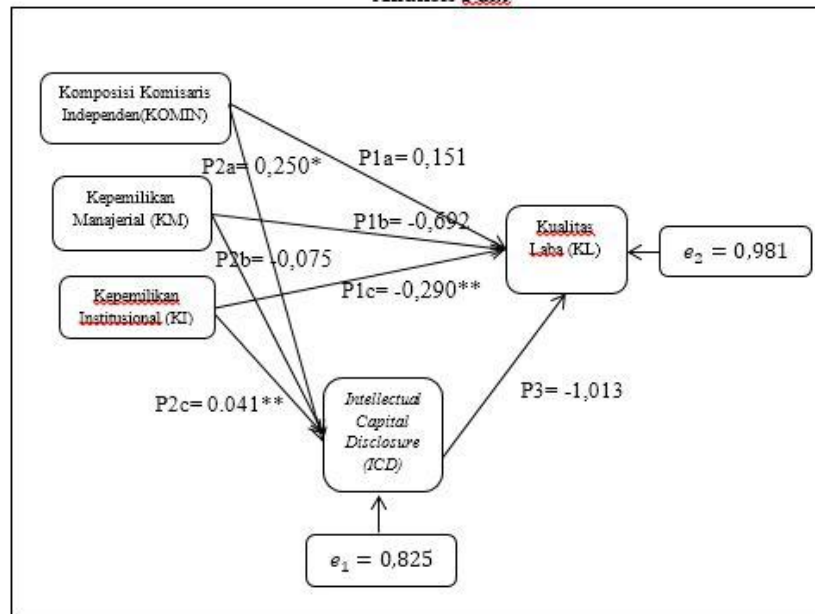 Komposisi Komisaris
Independen(KOMIN)
P2a= 0,250*
P1a= 0,151
Kepemilikan
Manajerial (KM)
P1b= -0,692
Kualitas
Laba (KL)
e₂ = 0,981
P2b= -0,075
Kepemilikan
Institusional (KI)
P1c= -0,290**
P2c= 0.041**
P3= -1,013
Intellectual
Capital
Disclosure
(ICD)
e₁ = 0,825